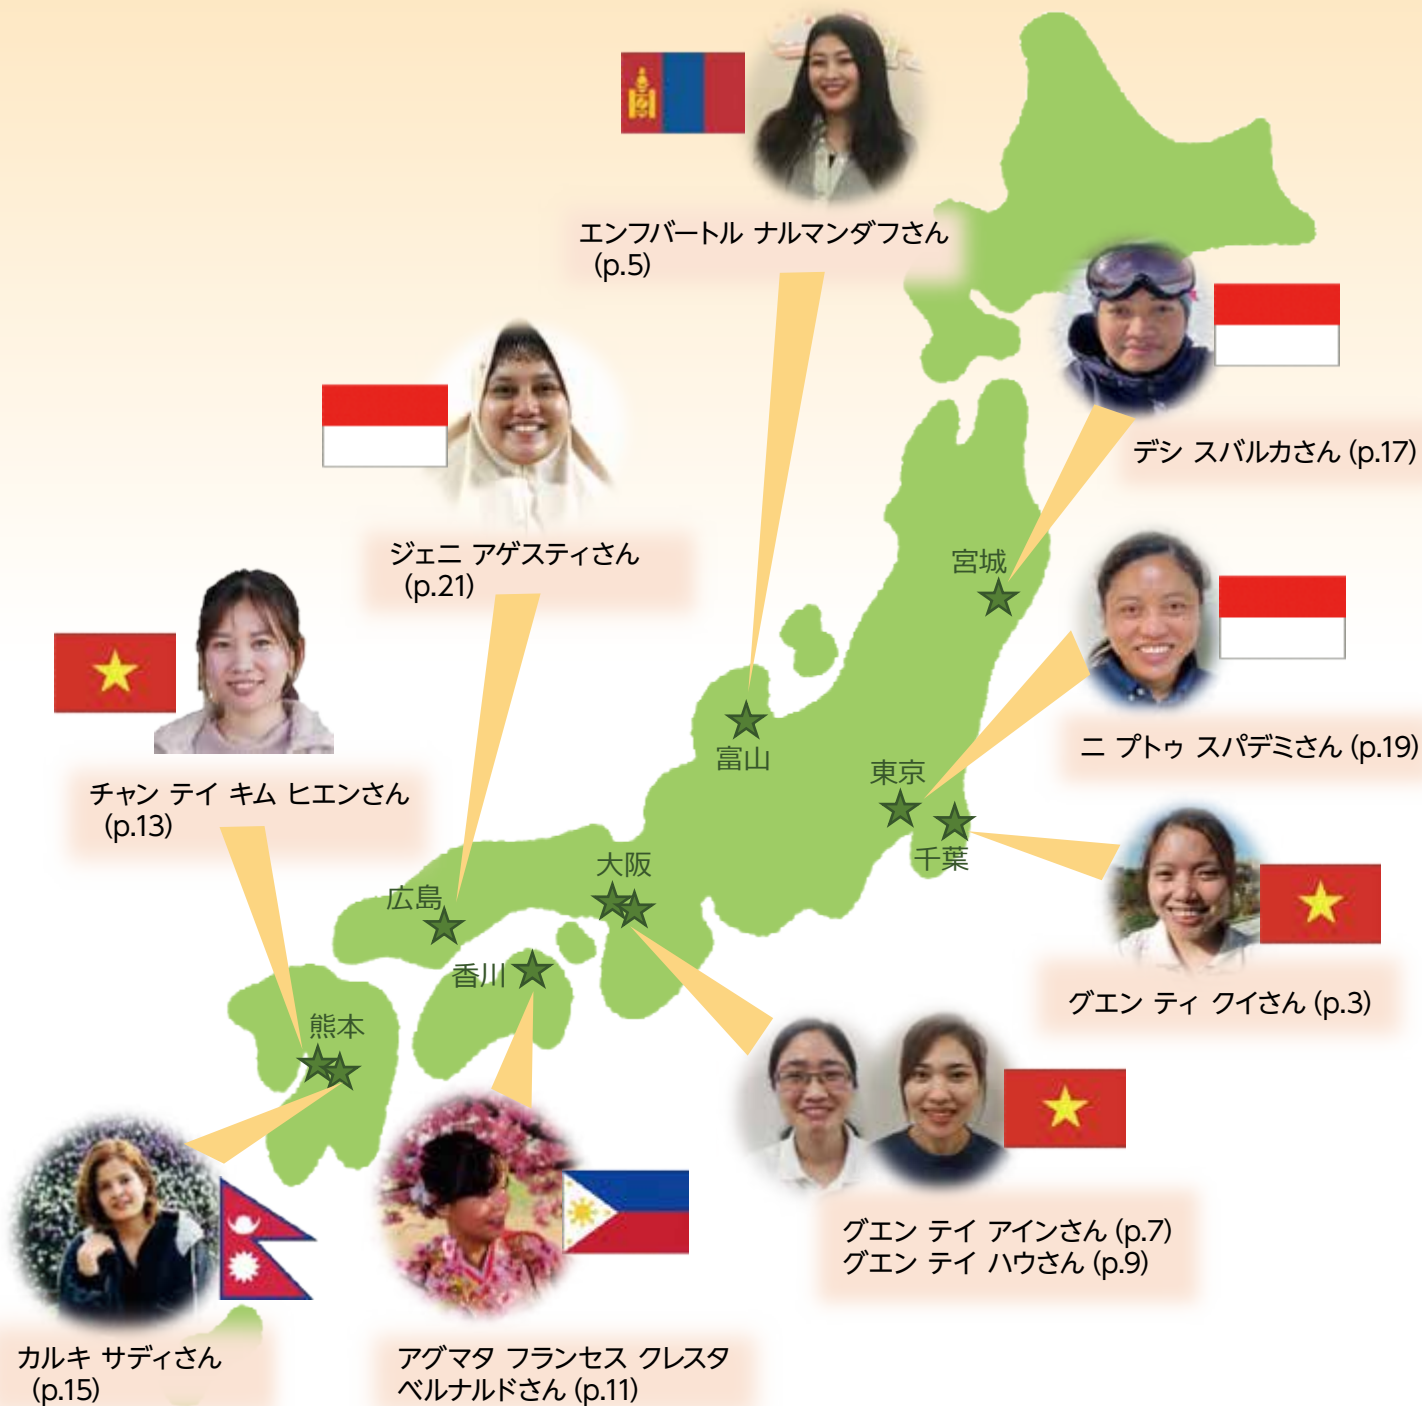 エンフバートル ナルマンダフさん
(p.5)
デシ スバルカさん (p.17)
ジェニ アゲスティさん
(p.21)
宮城
富山
ニ プトゥ スパデミさん (p.19)
東京
チャン テイ キム ヒエンさん
(p.13)
千葉
大阪
広島
香川
グエン ティ クイさん (p.3)
熊本
グエン テイ アインさん (p.7)
グエン テイ ハウさん (p.9)
カルキ サディさん
(p.15)
アグマタ フランセス クレスタ
ベルナルドさん (p.11)